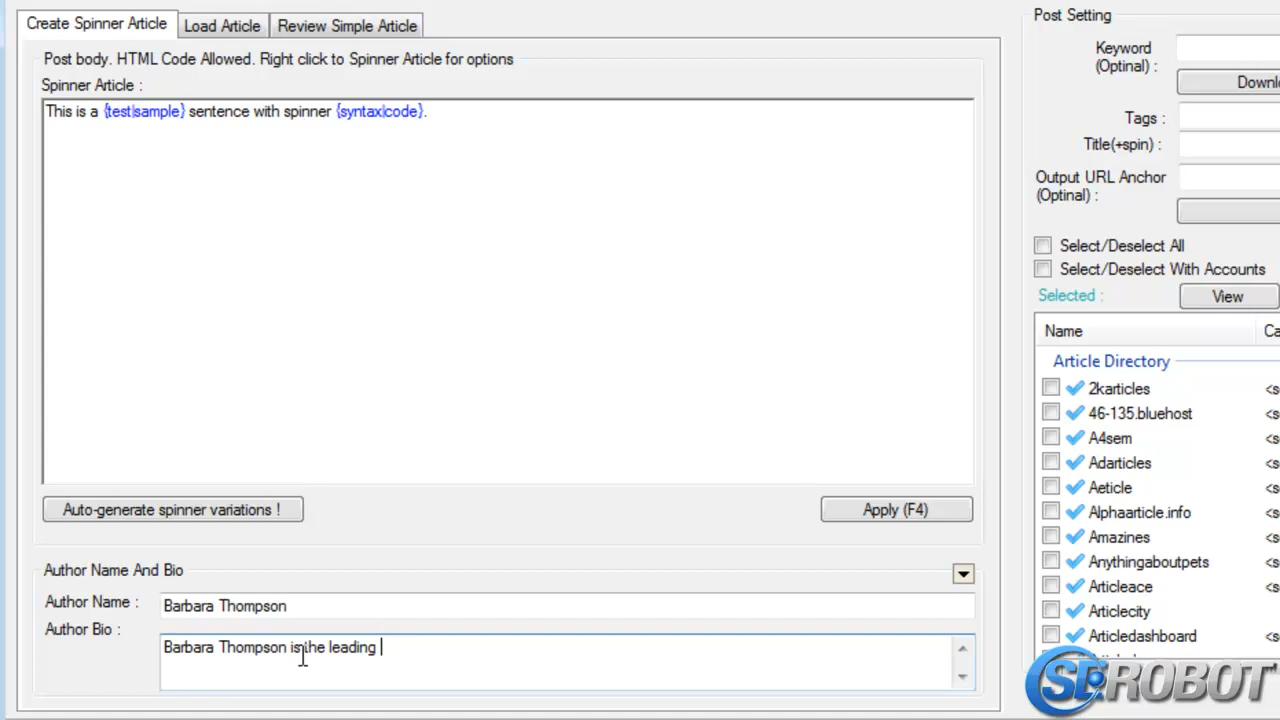 Create Spinner Article
Load Article
Review Simple Article
Post body. HTML Code Allowed. Right click to Spinner Article for options
Spinner Article :
This is a {test|sample} sentence with spinner {syntax|code}.
Auto-generate spinner variations !
Apply (F4)
Author Name And Bio
Author Name :
Barbara Thompson
Author Bio :
Barbara Thompson is the leading
Post Setting
Keyword
(Optinal) :
Downlo
Tags :
Title(+spin) :
Output URL Anchor
(Optinal) :
Select/Deselect All
Select/Deselect With Accounts
Selected :
View
Name
Ca
Article Directory
2karticles
<s
46-135.bluehost
<s
A4sem
<s
Adarticles
<s
Aeticle
<s
Alphaarticle.info
<s
Amazines
<s
Anythingaboutpets
<s
Articleace
<s
Articlecity
<s
Articledashboard
<s
SEROBOT